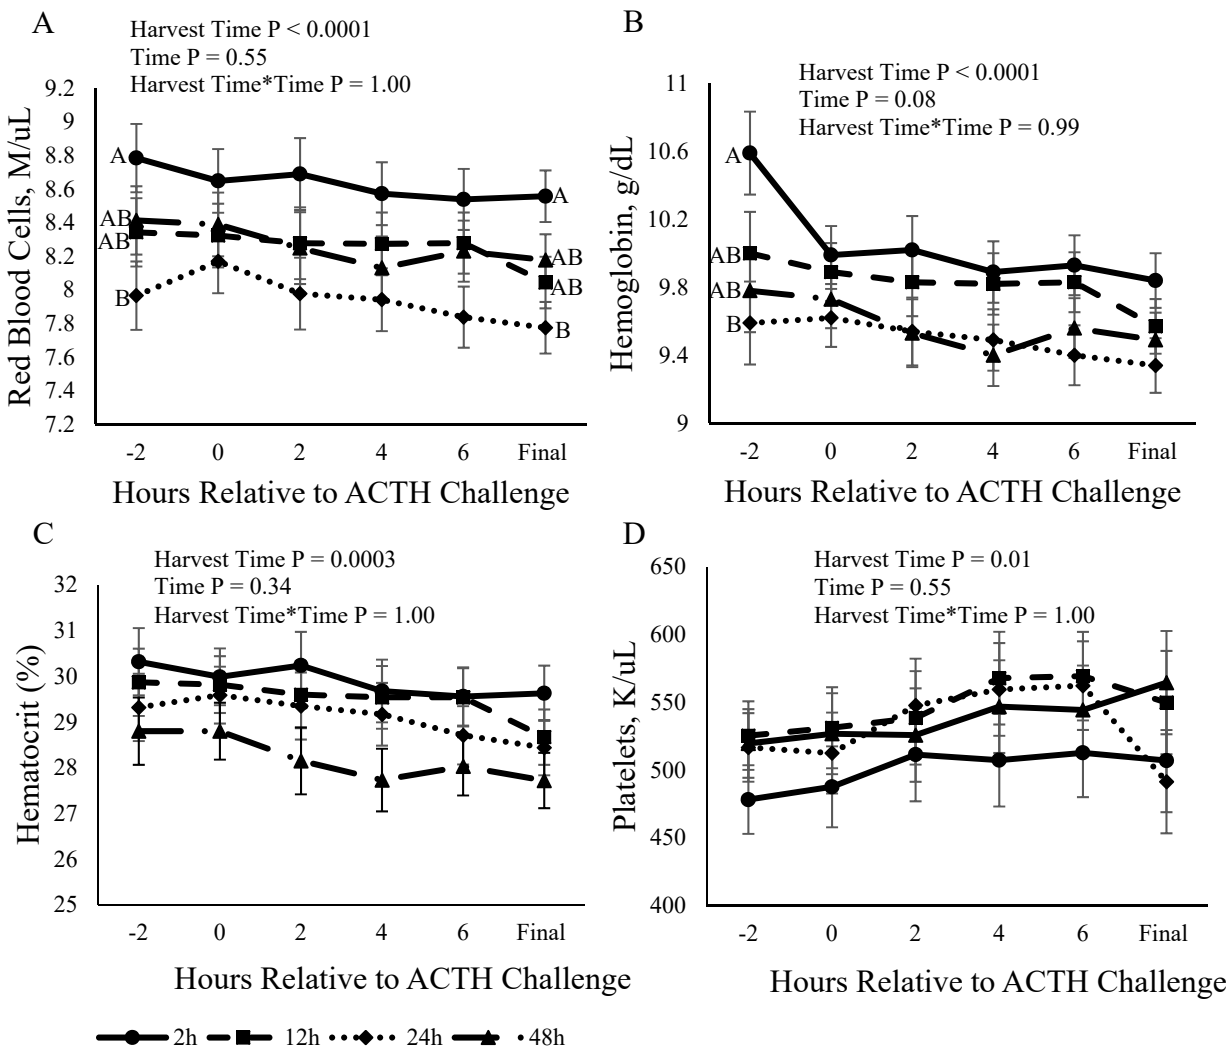 A
Harvest Time P < 0.0001
Time P = 0.55
Harvest Time*Time P = 1.00
Red Blood Cells, M/uL
9.2
9
8.8
8.6
8.4
8.2
8
7.8
7.6
7.4
7.2
A
AB
AB
B
A
AB
AB
B
-2 0 2 4 6 Final
Hours Relative to ACTH Challenge
B
Harvest Time P < 0.0001
Time P = 0.08
Harvest Time*Time P = 0.99
Hemoglobin, g/dL
11
10.6
10.2
9.8
9.4
9
A
AB
AB
B
-2 0 2 4 6 Final
Hours Relative to ACTH Challenge
C
Harvest Time P = 0.0003
Time P = 0.34
Harvest Time*Time P = 1.00
Hematocrit (%)
32
31
30
29
28
27
26
25
-2 0 2 4 6 Final
Hours Relative to ACTH Challenge
D
Harvest Time P = 0.01
Time P = 0.55
Harvest Time*Time P = 1.00
Platelets, K/uL
650
600
550
500
450
400
-2 0 2 4 6 Final
Hours Relative to ACTH Challenge
2h 12h 24h 48h